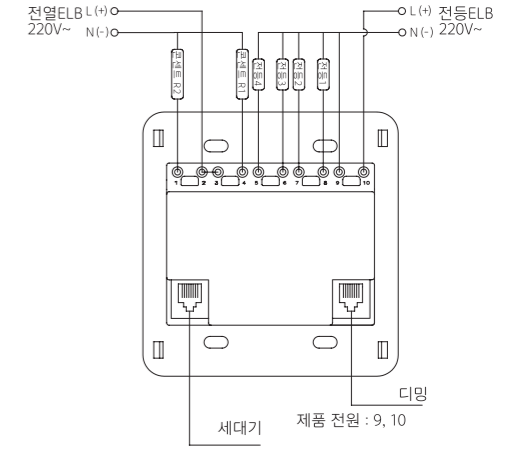 전열ELB L (+)
220V~ N(-)
L (+) 전등ELB
N(-) 220V~
콘센트 R2
콘센트 R1
전등4
전등3
전등2
전등1
1 2 3 4 5 6 7 8 9 10
디밍
제품 전원 : 9, 10
세대기